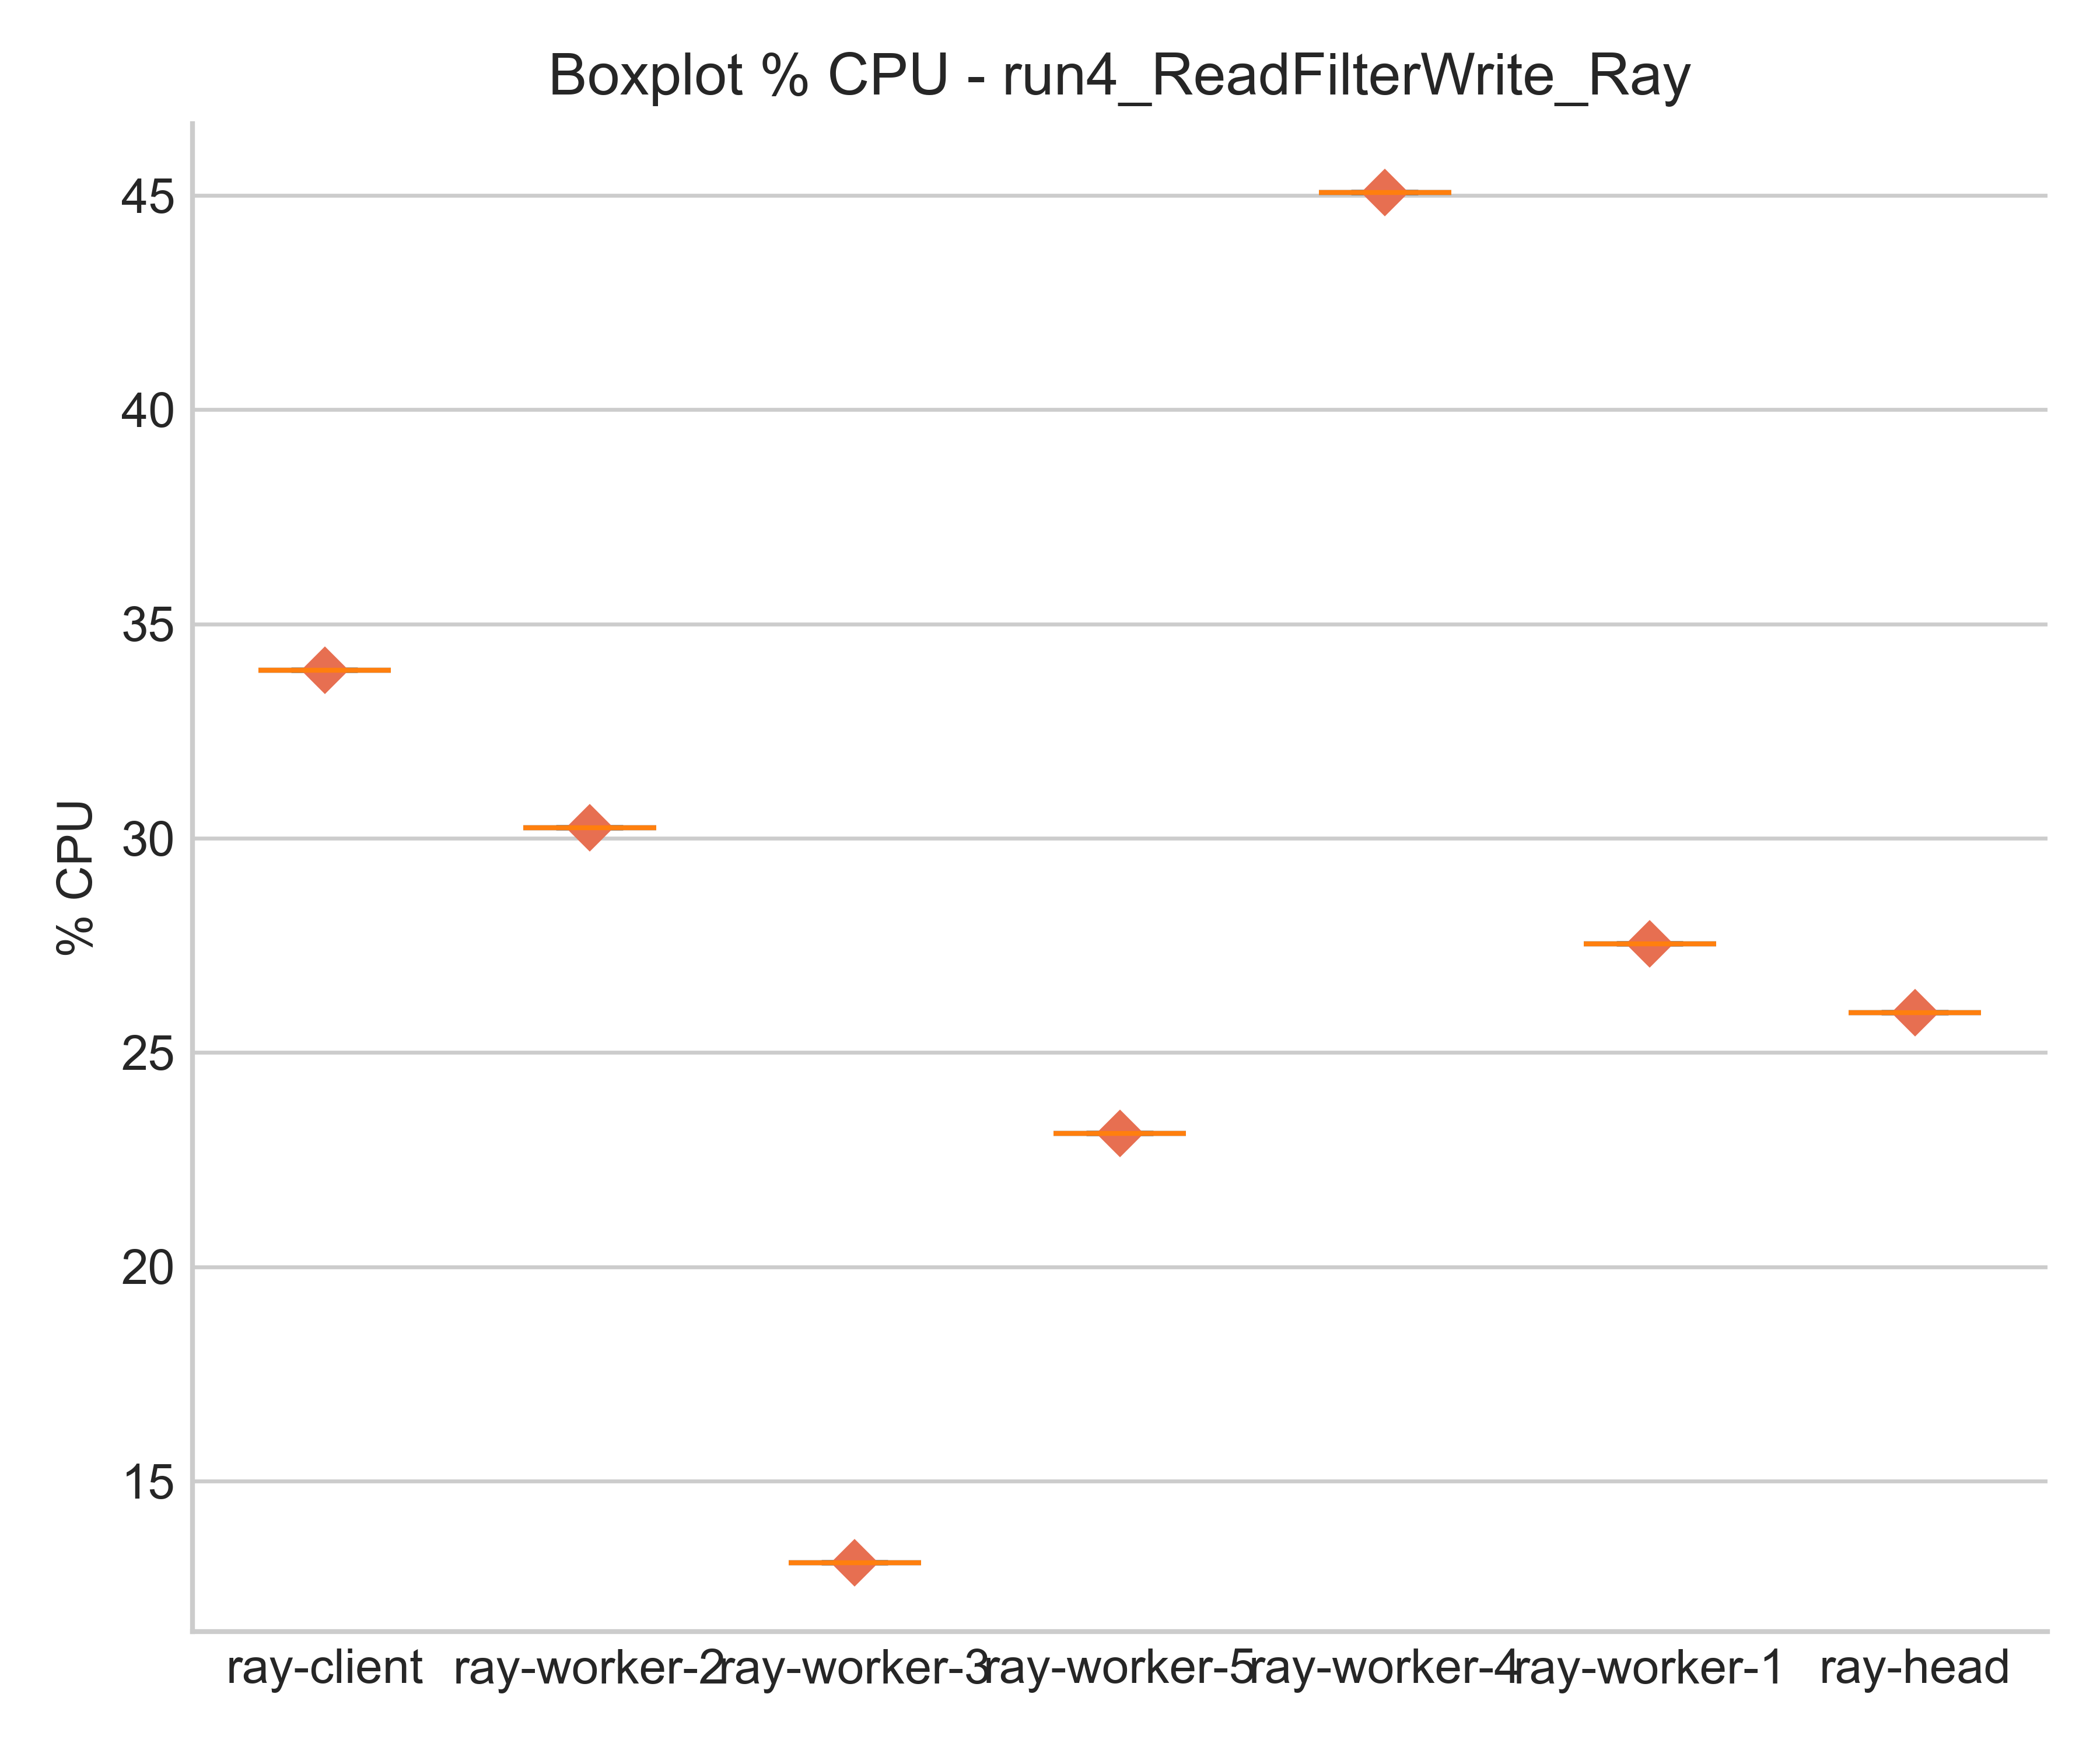 Boxplot % CPU - run4_ReadFilterWrite_Ray
% CPU
45
40
35
30
25
20
15
ray-client ray-worker-2 ray-worker-3 ray-worker-5 ray-worker-4 ray-worker-1 ray-head